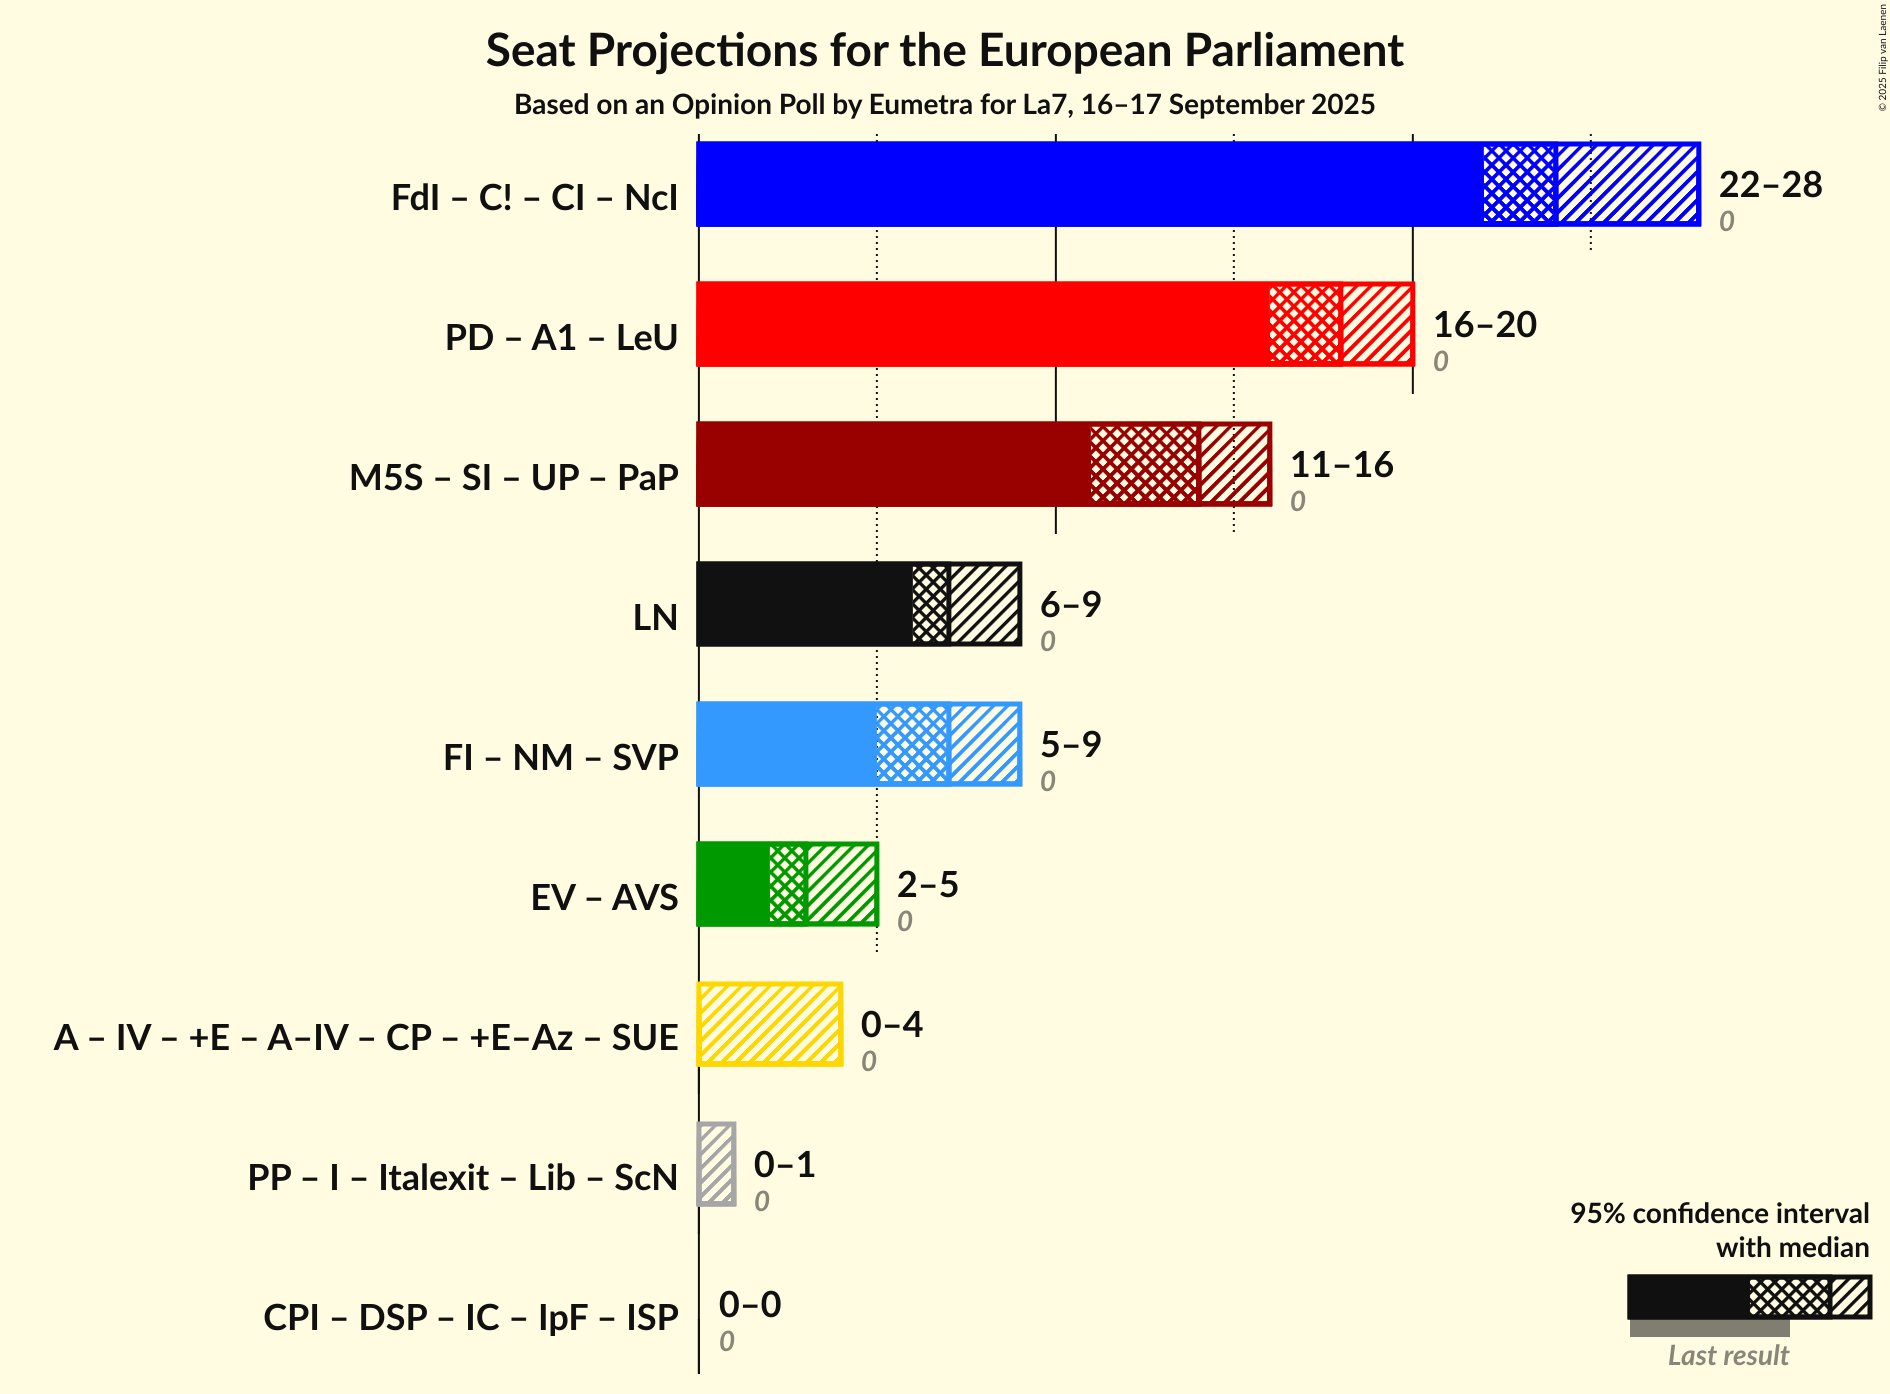 Seat Projections for the European Parliament
Based on an Opinion Poll by Eumetra for La7, 16–17 September 2025
© 2025 Filip van Laenen
FdI – C! – CI – NcI
22–28
0
PD – A1 – LeU
16–20
0
M5S – SI – UP – PaP
11–16
0
LN
6–9
0
FI – NM – SVP
5–9
0
EV – AVS
2–5
0
A – IV – +E – A–IV – CP – +E–Az – SUE
0–4
0
PP – I – Italexit – Lib – ScN
0–1
0
CPI – DSP – IC – IpF – ISP
0–0
0
95% confidence interval
with median
Last result